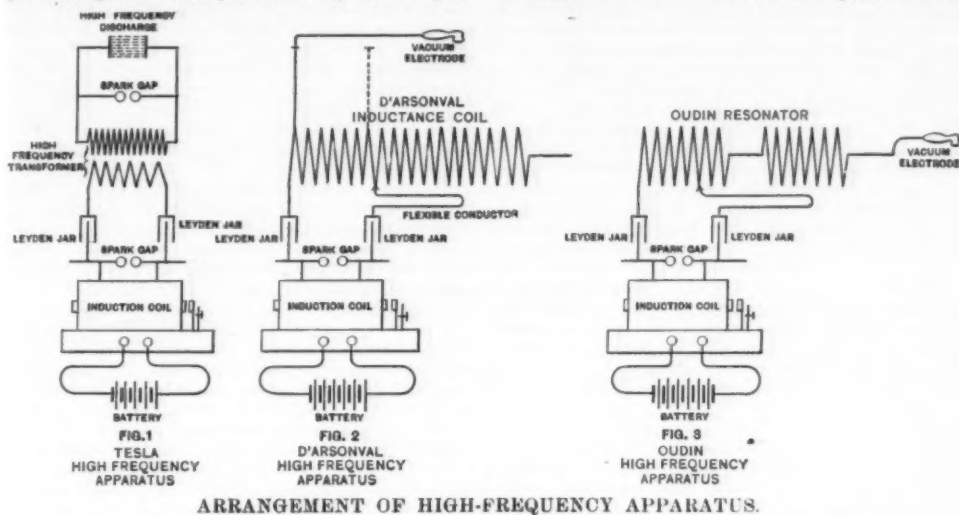 HIGH FREQUENCY
DISCHARGE
SPARK GAP
HIGH
FREQUENCY
TRANSFORMER
LEYDEN JAR
LEYDEN JAR
SPARK GAP
INDUCTION COIL
BATTERY
FIG.1
TESLA
HIGH FREQUENCY
APPARATUS
VACUUM
ELECTRODE
D'ARSONVAL
INDUCTANCE COIL
FLEXIBLE CONDUCTOR
LEYDEN JAR
LEYDEN JAR
SPARK GAP
INDUCTION COIL
BATTERY
FIG. 2
D'ARSONVAL
HIGH FREQUENCY
APPARATUS
OUDIN RESONATOR
VACUUM
ELECTRODE
LEYDEN JAR
LEYDEN JAR
SPARK GAP
INDUCTION COIL
BATTERY
FIG. 3
OUDIN
HIGH FREQUENCY
APPARATUS
ARRANGEMENT OF HIGH-FREQUENCY APPARATUS.